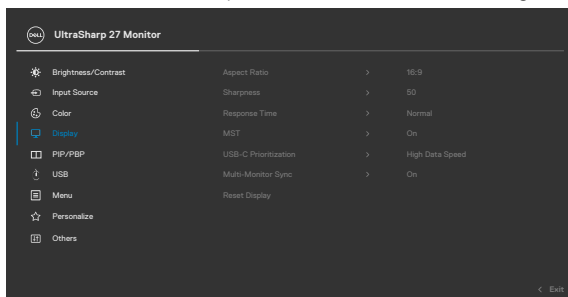 DELL UltraSharp 27 Monitor
Brightness/Contrast Aspect Ratio > 16:9
Input Source Sharpness > 50
Color Response Time > Normal
Display MST > On
PIP/PBP USB-C Prioritization > High Data Speed
USB Multi-Monitor Sync > On
Menu Reset Display
Personalize
Others
< Exit